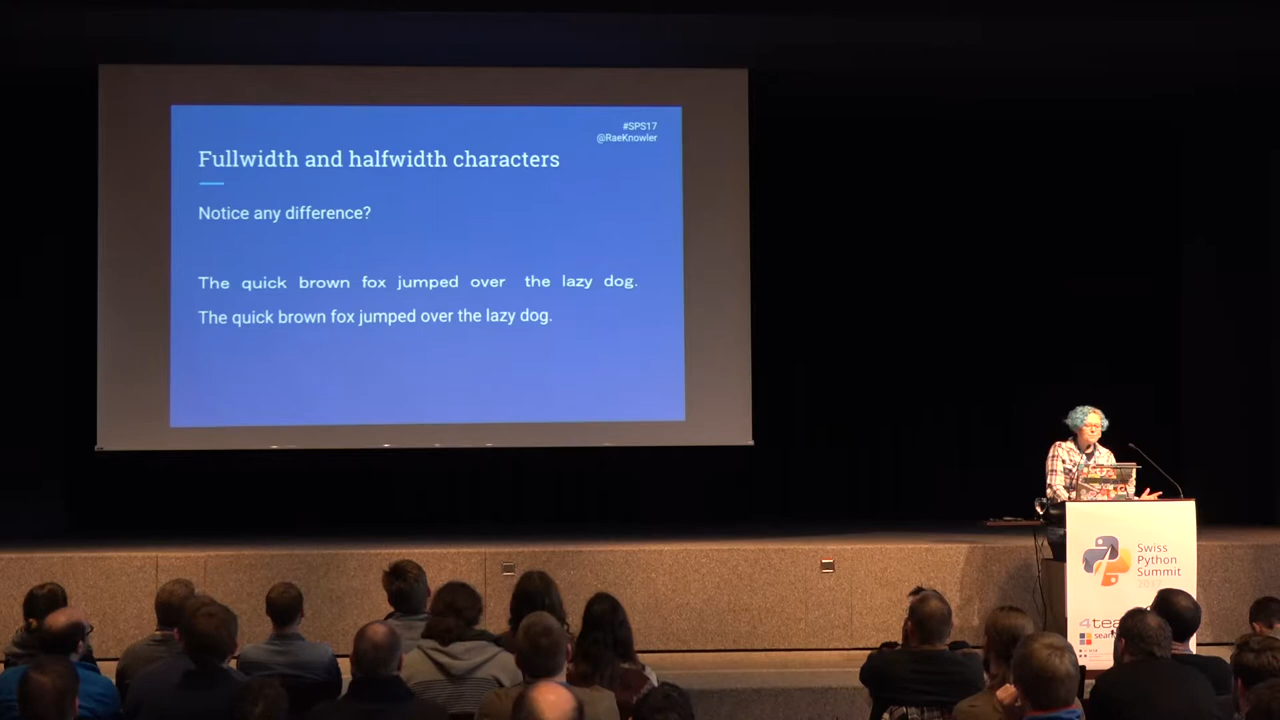 #SPS17
@RaeKnowler
Fullwidth and halfwidth characters
Notice any difference?
Ｔｈｅ ｑｕｉｃｋ ｂｒｏｗｎ ｆｏｘ ｊｕｍｐｅｄ ｏｖｅｒ ｔｈｅ ｌａｚｙ ｄｏｇ．
The quick brown fox jumped over the lazy dog.
Swiss
Python
Summit
2017